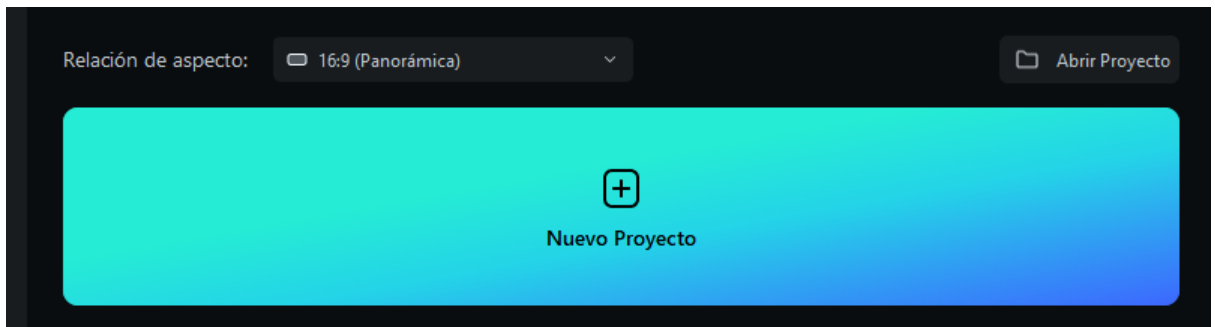 Relación de aspecto:
16:9 (Panorámica)
Abrir Proyecto
Nuevo Proyecto